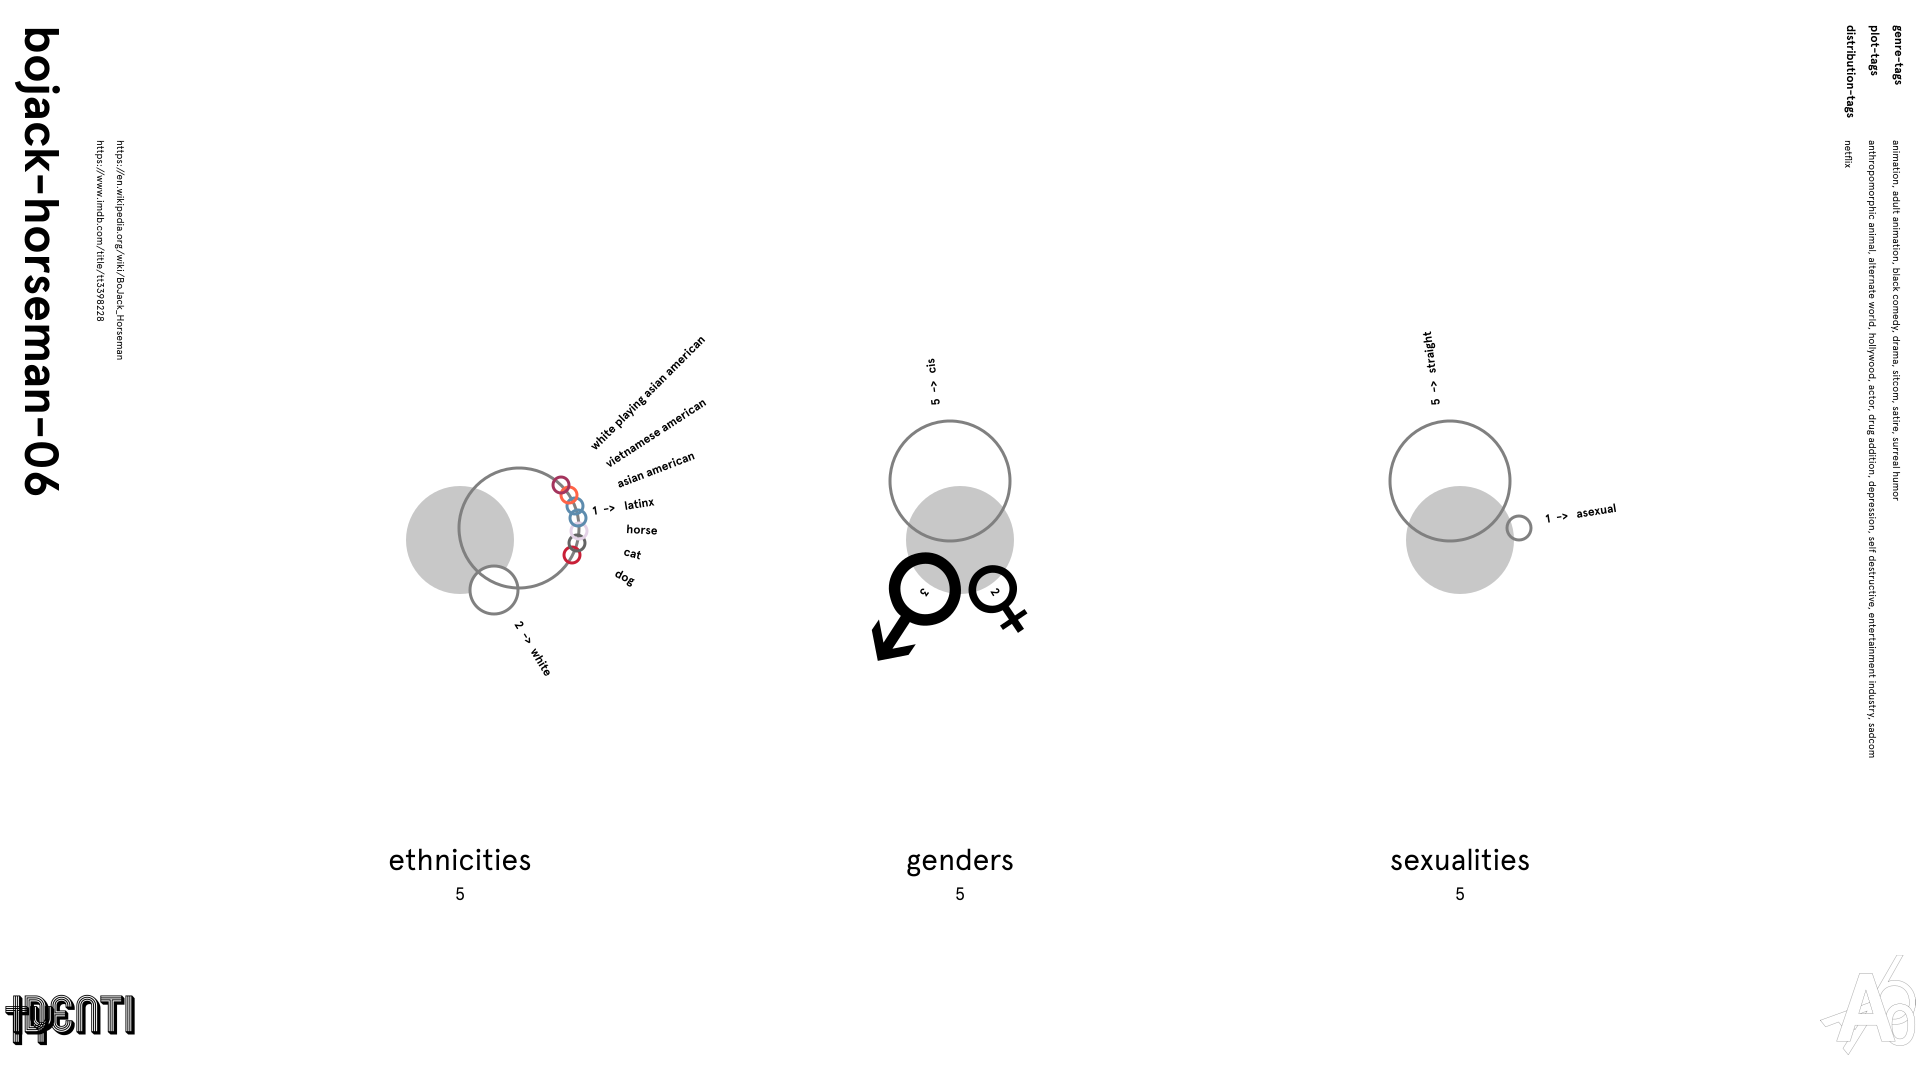 bojack-horseman-06
https://en.wikipedia.org/wiki/BoJack_Horseman
https://www.imdb.com/title/tt3398228
genre-tags
animation, adult animation, black comedy, drama, sitcom, satire, surreal humor
plot-tags
anthropomorphic animal, alternate world, hollywood, actor, drug addition, depression, self destructive, entertainment industry, sadcom
distribution-tags
netflix
white playing asian american
vietnamese american
asian american
1 -> latinx
horse
cat
dog
2 -> white
ethnicities
5
5 -> cis
3
2
genders
5
5 -> straight
1 -> asexual
sexualities
5
IDENTI